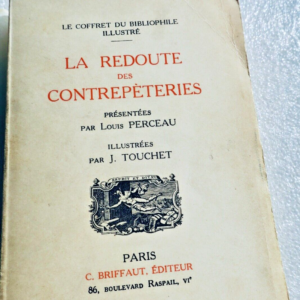 LE COFFRET DU BIBLIOPHILE
ILLUSTRÉ
LA REDOUTE
DES
CONTREPÈTERIES
PRÉSENTÉES
PAR LOUIS PERCEAU
ILLUSTRÉES
PAR J. TOUCHET
PARIS
C. BRIFFAUT, ÉDITEUR
86, BOULEVARD RASPAIL, VIᵉ